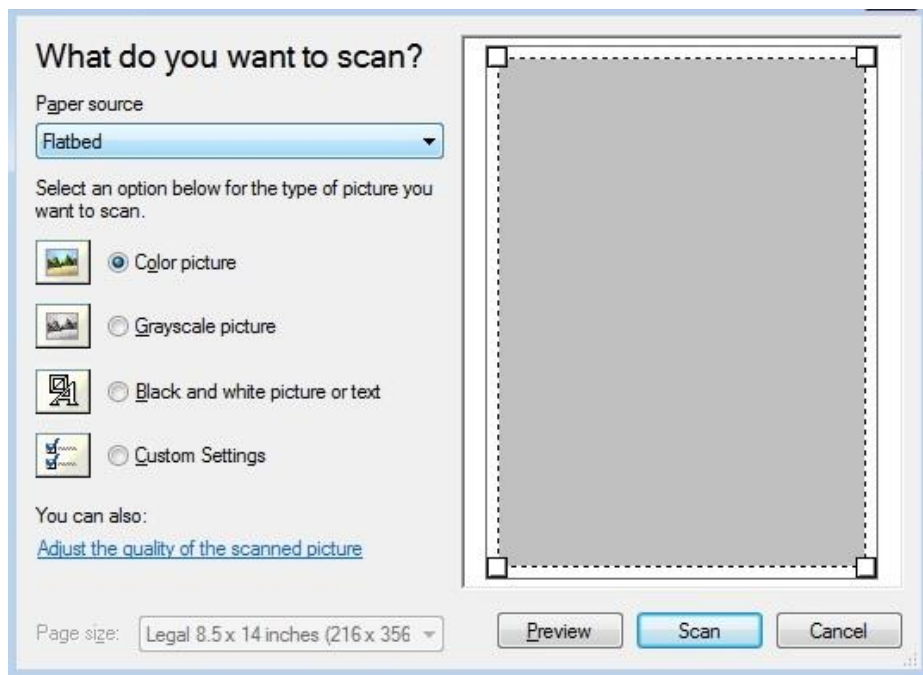 What do you want to scan?
Paper source
Flatbed
Select an option below for the type of picture you
want to scan.
Color picture
Grayscale picture
Black and white picture or text
Custom Settings
You can also:
Adjust the quality of the scanned picture
Page size: Legal 8.5 x 14 inches (216 x 356
Preview Scan Cancel